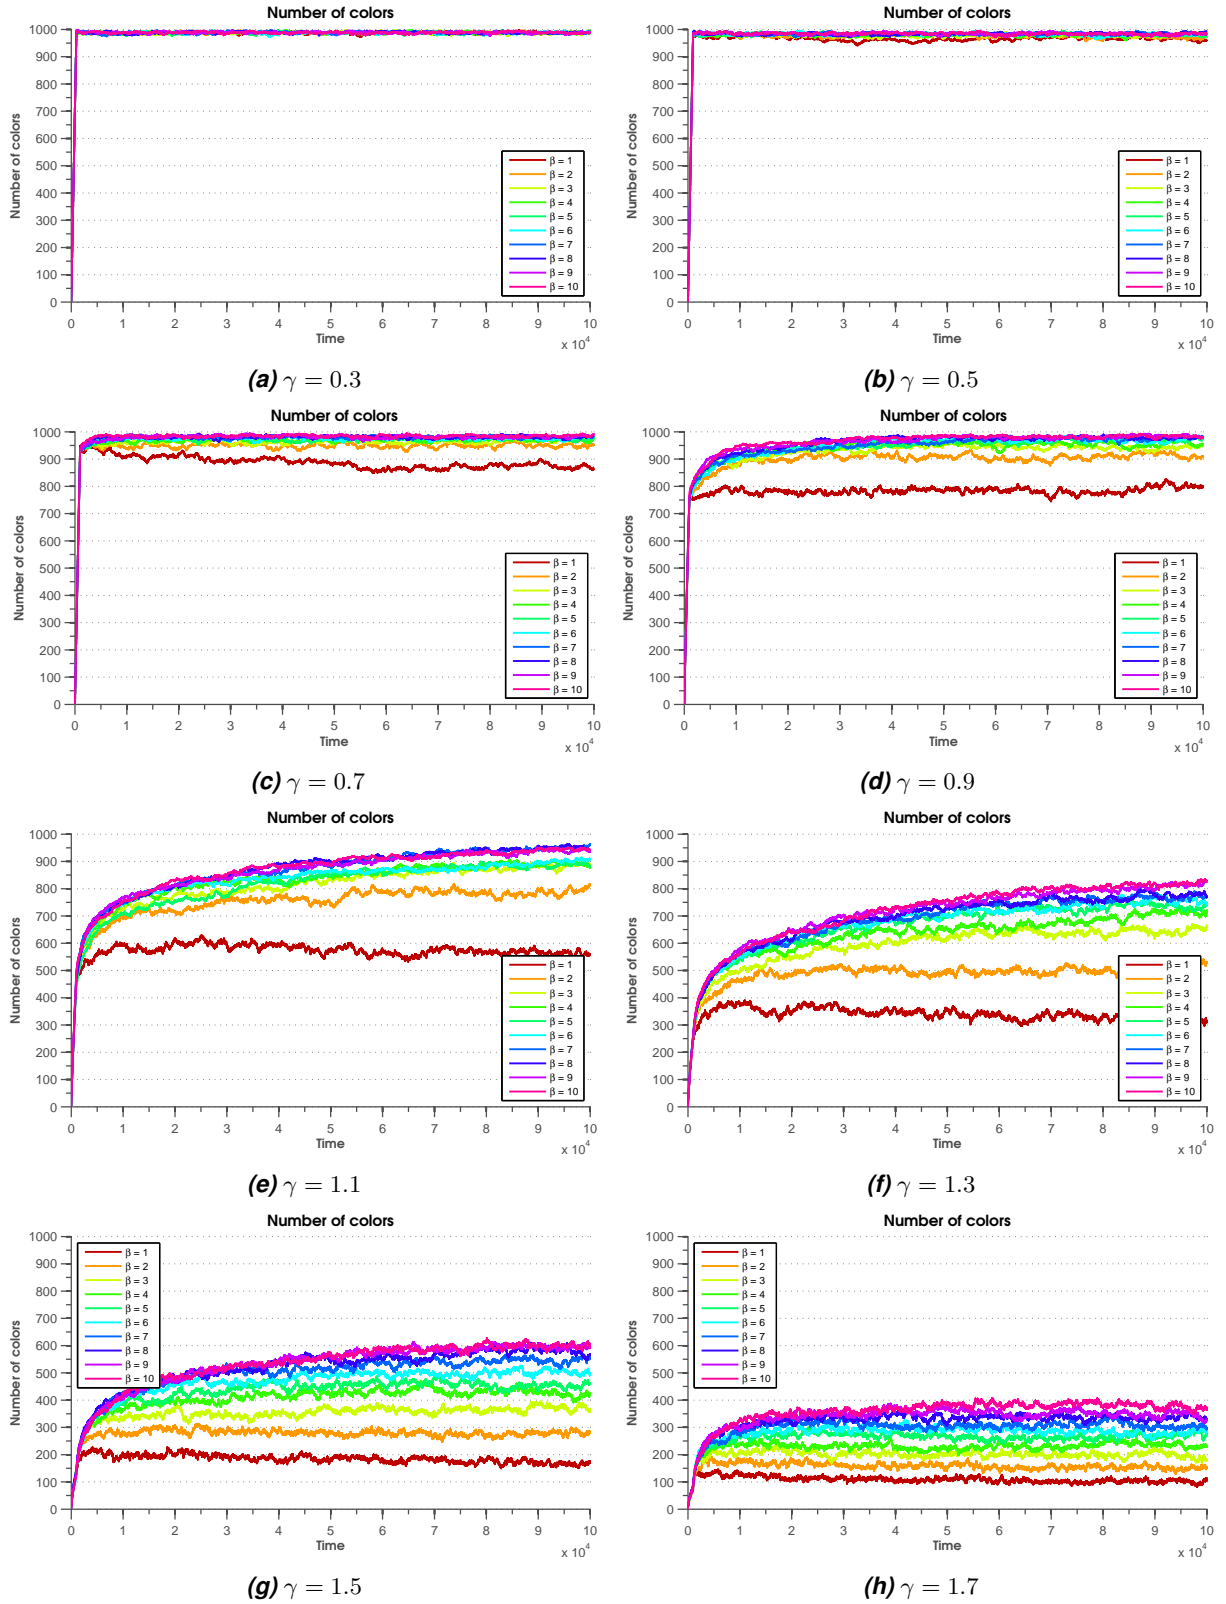 Number of colors
Number of colors
1000
900
800
700
600
500
400
300
200
100
0
0 1 2 3 4 5 6 7 8 9 10
Time
x 10^4
β = 1
β = 2
β = 3
β = 4
β = 5
β = 6
β = 7
β = 8
β = 9
β = 10
(a) γ = 0.3
Number of colors
Number of colors
1000
900
800
700
600
500
400
300
200
100
0
0 1 2 3 4 5 6 7 8 9 10
Time
x 10^4
β = 1
β = 2
β = 3
β = 4
β = 5
β = 6
β = 7
β = 8
β = 9
β = 10
(b) γ = 0.5
Number of colors
Number of colors
1000
900
800
700
600
500
400
300
200
100
0
0 1 2 3 4 5 6 7 8 9 10
Time
x 10^4
β = 1
β = 2
β = 3
β = 4
β = 5
β = 6
β = 7
β = 8
β = 9
β = 10
(c) γ = 0.7
Number of colors
Number of colors
1000
900
800
700
600
500
400
300
200
100
0
0 1 2 3 4 5 6 7 8 9 10
Time
x 10^4
β = 1
β = 2
β = 3
β = 4
β = 5
β = 6
β = 7
β = 8
β = 9
β = 10
(d) γ = 0.9
Number of colors
Number of colors
1000
900
800
700
600
500
400
300
200
100
0
0 1 2 3 4 5 6 7 8 9 10
Time
x 10^4
β = 1
β = 2
β = 3
β = 4
β = 5
β = 6
β = 7
β = 8
β = 9
β = 10
(e) γ = 1.1
Number of colors
Number of colors
1000
900
800
700
600
500
400
300
200
100
0
0 1 2 3 4 5 6 7 8 9 10
Time
x 10^4
β = 1
β = 2
β = 3
β = 4
β = 5
β = 6
β = 7
β = 8
β = 9
β = 10
(f) γ = 1.3
Number of colors
Number of colors
1000
900
800
700
600
500
400
300
200
100
0
0 1 2 3 4 5 6 7 8 9 10
Time
x 10^4
β = 1
β = 2
β = 3
β = 4
β = 5
β = 6
β = 7
β = 8
β = 9
β = 10
(g) γ = 1.5
Number of colors
Number of colors
1000
900
800
700
600
500
400
300
200
100
0
0 1 2 3 4 5 6 7 8 9 10
Time
x 10^4
β = 1
β = 2
β = 3
β = 4
β = 5
β = 6
β = 7
β = 8
β = 9
β = 10
(h) γ = 1.7